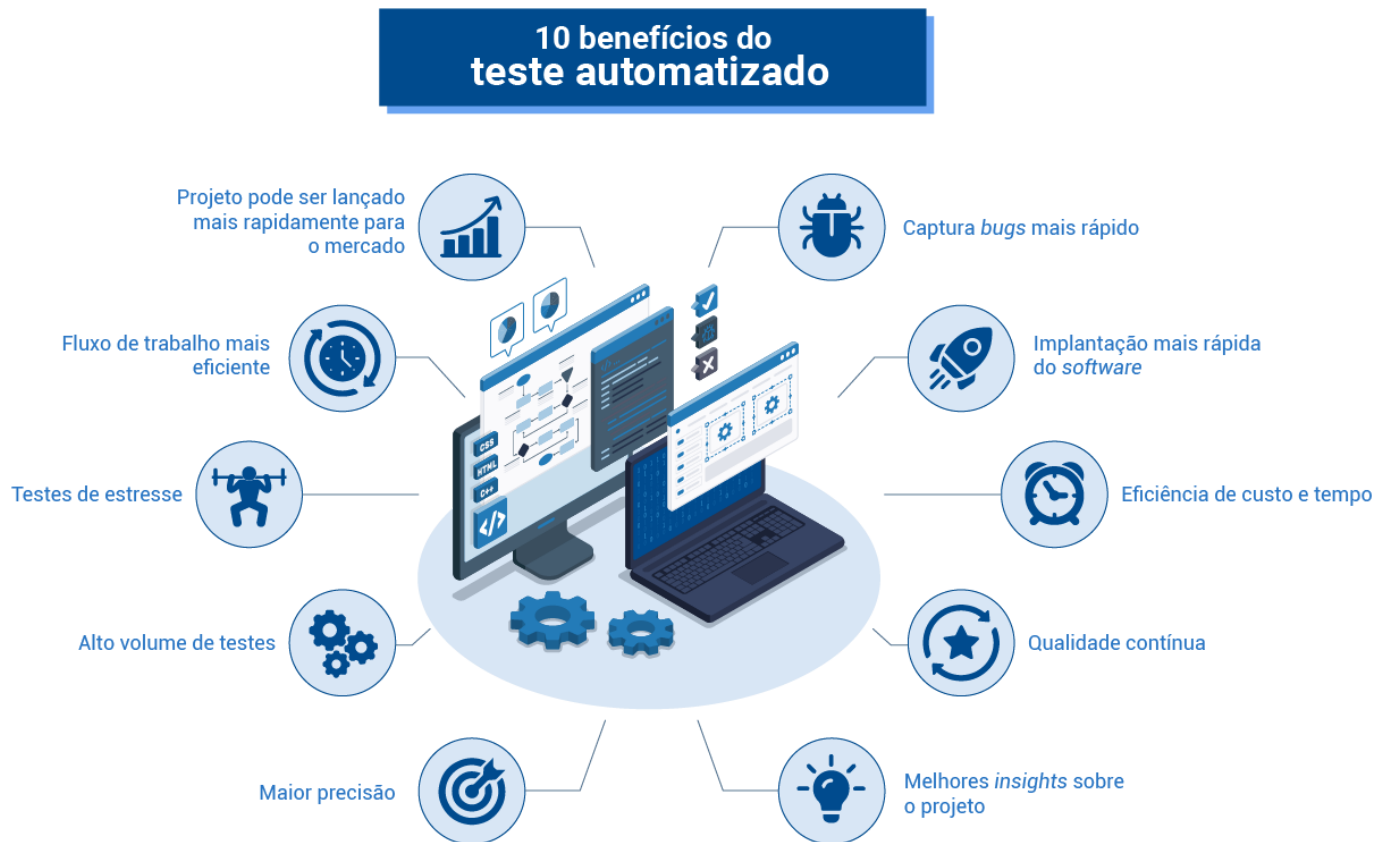 10 benefícios do
teste automatizado
Projeto pode ser lançado
mais rapidamente para
o mercado
Captura bugs mais rápido
Fluxo de trabalho mais
eficiente
Implantação mais rápida
do software
Testes de estresse
Eficiência de custo e tempo
Alto volume de testes
Qualidade contínua
Maior precisão
Melhores insights sobre
o projeto
CSS
HTML
C++
</>